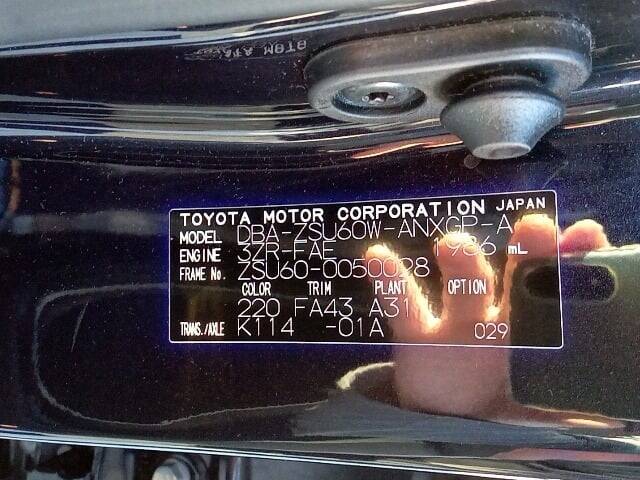 TOYOTA MOTOR CORPORATION JAPAN
MODEL DBA-ZSU60W-ANXGP-A
ENGINE 3ZR-FAE 1986 mL
FRAME No. ZSU60-0050028
COLOR TRIM PLANT OPTION
220 FA43 A31
TRANS./AXLE K114 -01A 029